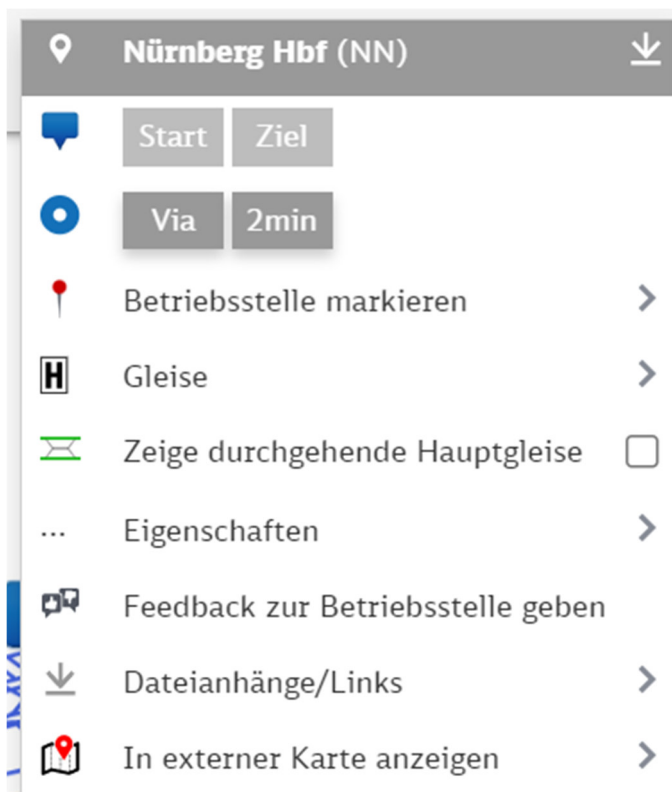 Nürnberg Hbf (NN)
Start Ziel
Via 2min
Betriebsstelle markieren
H Gleise
Zeige durchgehende Hauptgleise
... Eigenschaften
Feedback zur Betriebsstelle geben
Dateianhänge/Links
In externer Karte anzeigen